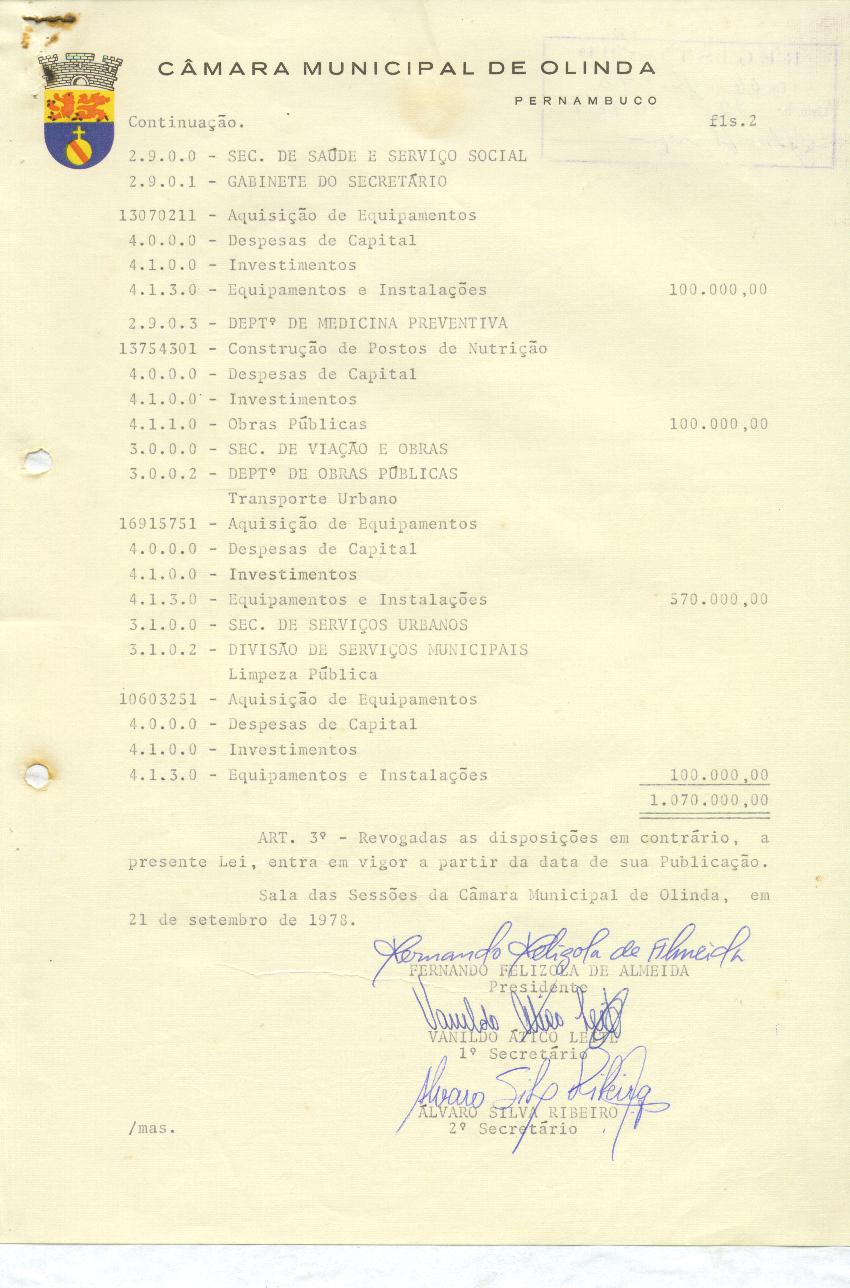 CÂMARA MUNICIPAL DE OLINDA
PERNAMBUCO
Continuação. fls.2
2.9.0.0 - SEC. DE SAÚDE E SERVIÇO SOCIAL
2.9.0.1 - GABINETE DO SECRETÁRIO
13070211 - Aquisição de Equipamentos
4.0.0.0 - Despesas de Capital
4.1.0.0 - Investimentos
4.1.3.0 - Equipamentos e Instalações 100.000,00
2.9.0.3 - DEPTº DE MEDICINA PREVENTIVA
13754301 - Construção de Postos de Nutrição
4.0.0.0 - Despesas de Capital
4.1.0.0 - Investimentos
4.1.1.0 - Obras Públicas 100.000,00
3.0.0.0 - SEC. DE VIAÇÃO E OBRAS
3.0.0.2 - DEPTº DE OBRAS PÚBLICAS
Transporte Urbano
16915751 - Aquisição de Equipamentos
4.0.0.0 - Despesas de Capital
4.1.0.0 - Investimentos
4.1.3.0 - Equipamentos e Instalações 570.000,00
3.1.0.0 - SEC. DE SERVIÇOS URBANOS
3.1.0.2 - DIVISÃO DE SERVIÇOS MUNICIPAIS
Limpeza Pública
10603251 - Aquisição de Equipamentos
4.0.0.0 - Despesas de Capital
4.1.0.0 - Investimentos
4.1.3.0 - Equipamentos e Instalações 100.000,00
1.070.000,00
ART. 3º - Revogadas as disposições em contrário, a
presente Lei, entra em vigor a partir da data de sua Publicação.
Sala das Sessões da Câmara Municipal de Olinda, em
21 de setembro de 1978.
Fernando Felizola de Almeida
FERNANDO FELIZOLA DE ALMEIDA
Presidente
Vanildo Ático Leite
VANILDO ÁTICO LEITE
1º Secretário
Alvaro Silva Ribeiro
ÁLVARO SILVA RIBEIRO
/mas. 2º Secretário